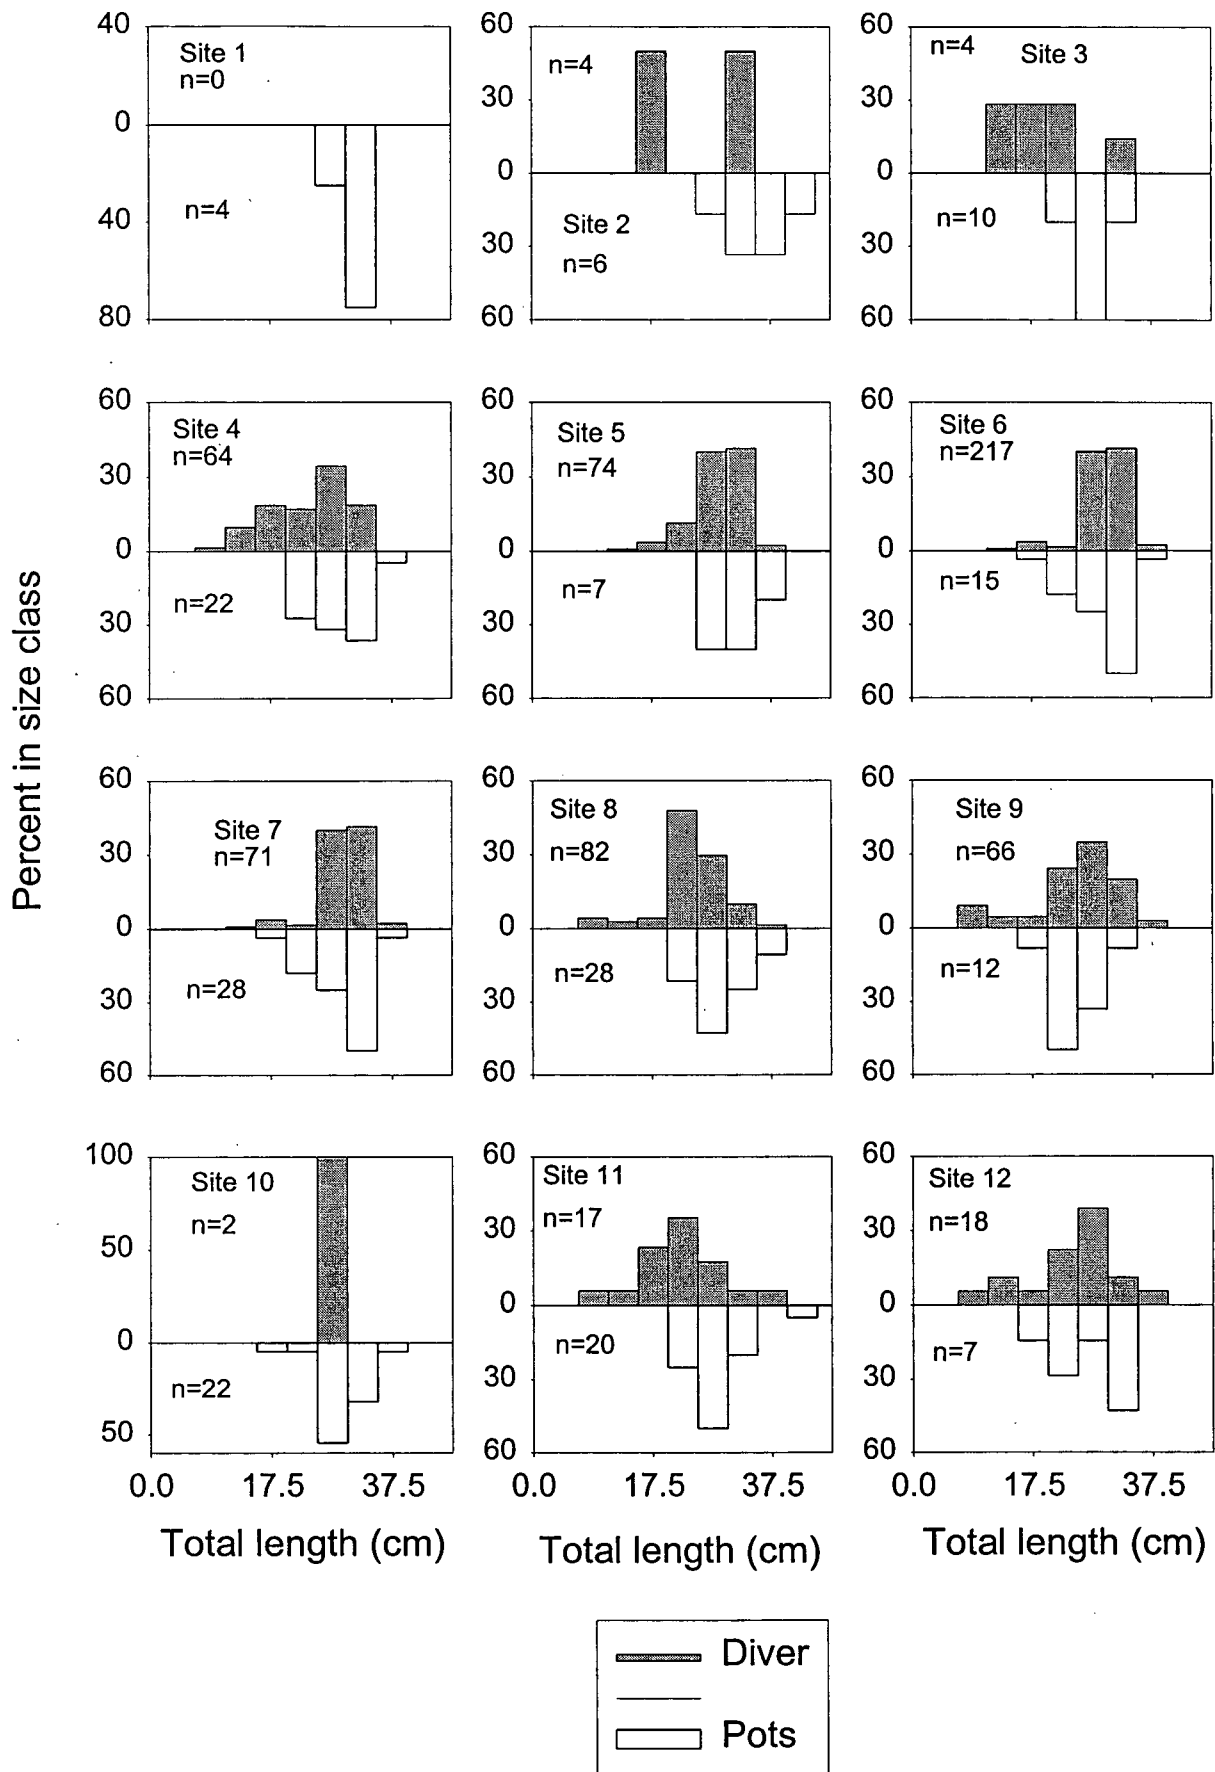 Percent in size class
40
0
40
80
Site 1
n=0
n=4
60
30
0
30
60
n=4
Site 2
n=6
60
30
0
30
60
n=4
Site 3
n=10
60
30
0
30
60
Site 4
n=64
n=22
60
30
0
30
60
Site 5
n=74
n=7
60
30
0
30
60
Site 6
n=217
n=15
60
30
0
30
60
Site 7
n=71
n=28
60
30
0
30
60
Site 8
n=82
n=28
60
30
0
30
60
Site 9
n=66
n=12
100
50
0
50
Site 10
n=2
n=22
0.0 17.5 37.5
Total length (cm)
60
30
0
30
60
Site 11
n=17
n=20
0.0 17.5 37.5
Total length (cm)
60
30
0
30
60
Site 12
n=18
n=7
0.0 17.5 37.5
Total length (cm)
Diver
Pots